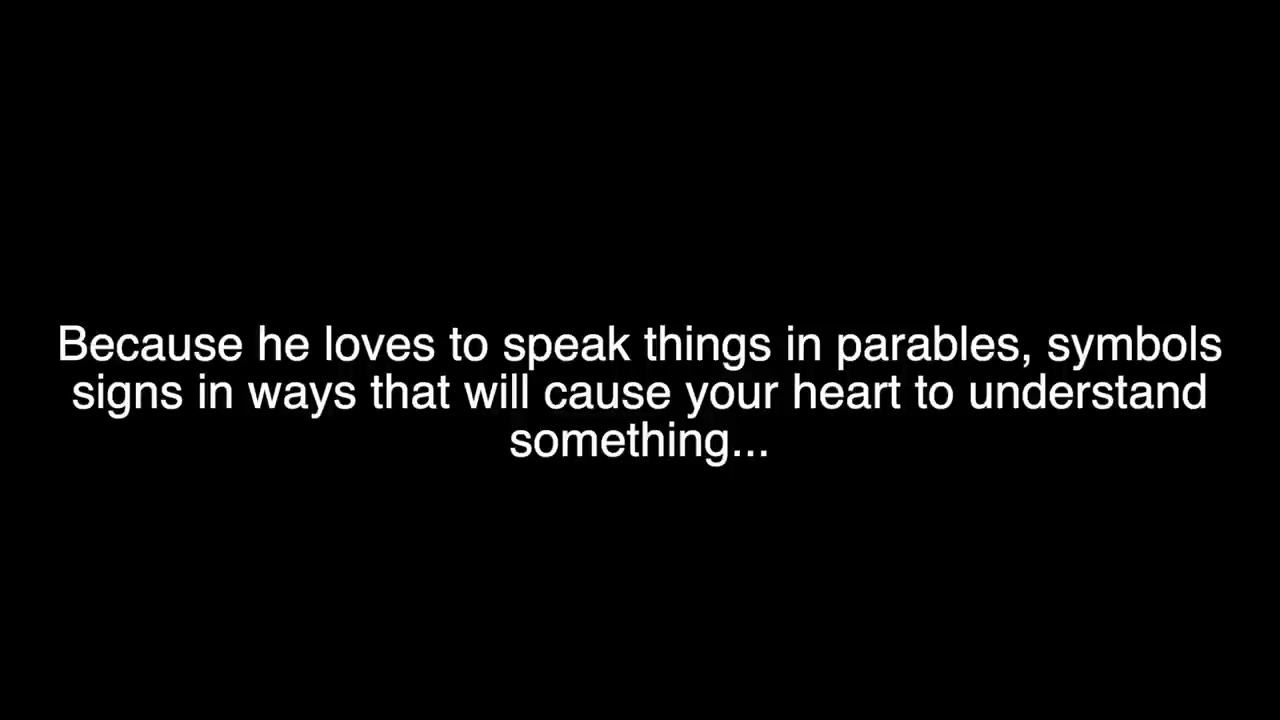 Because he loves to speak things in parables, symbols
signs in ways that will cause your heart to understand
something...